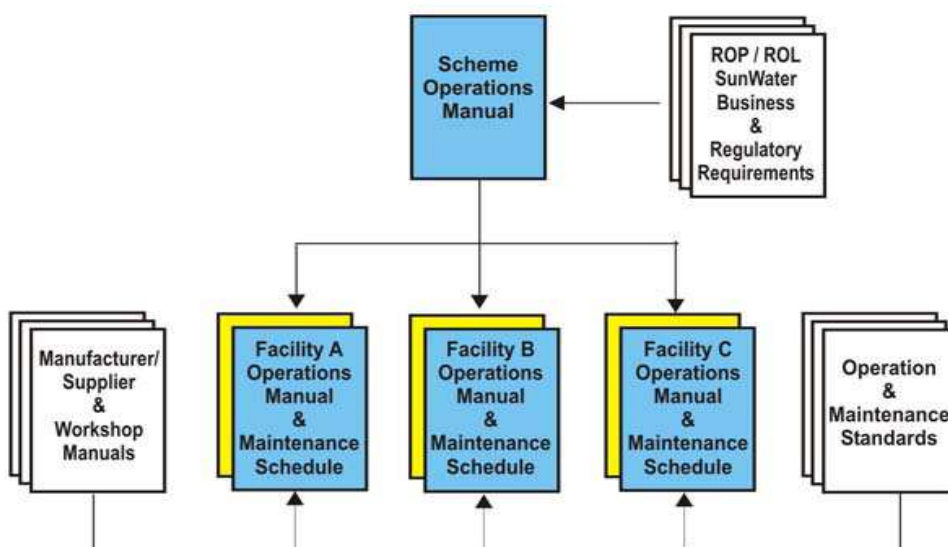 Scheme
Operations
Manual
ROP / ROL
SunWater
Business
&
Regulatory
Requirements
Manufacturer/
Supplier
&
Workshop
Manuals
Facility A
Operations
Manual
&
Maintenance
Schedule
Facility B
Operations
Manual
&
Maintenance
Schedule
Facility C
Operations
Manual
&
Maintenance
Schedule
Operation
&
Maintenance
Standards